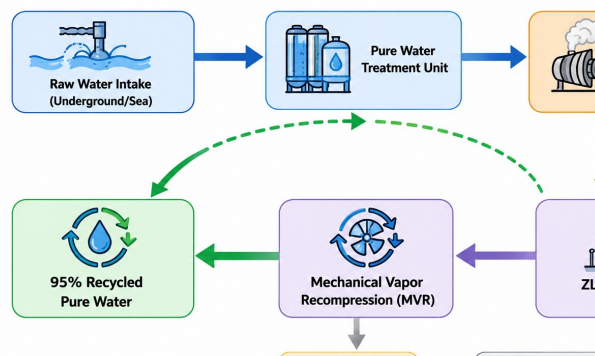 Raw Water Intake
(Underground/Sea)
Pure Water
Treatment Unit
95% Recycled
Pure Water
Mechanical Vapor
Recompression (MVR)